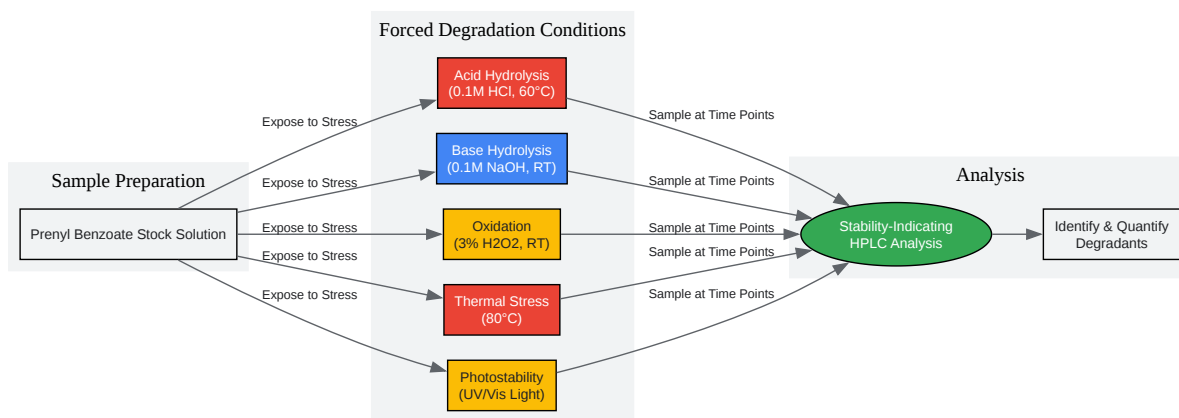 Forced Degradation Conditions
Acid Hydrolysis
(0.1M HCl, 60°C)
Expose to Stress
Sample at Time Points
Base Hydrolysis
(0.1M NaOH, RT)
Expose to Stress
Sample at Time Points
Sample Preparation
Analysis
Prenyl Benzoate Stock Solution
Expose to Stress
Oxidation
(3% H2O2, RT)
Sample at Time Points
Stability-Indicating
HPLC Analysis
Identify & Quantify
Degradants
Expose to Stress
Sample at Time Points
Thermal Stress
(80°C)
Expose to Stress
Sample at Time Points
Photostability
(UV/Vis Light)